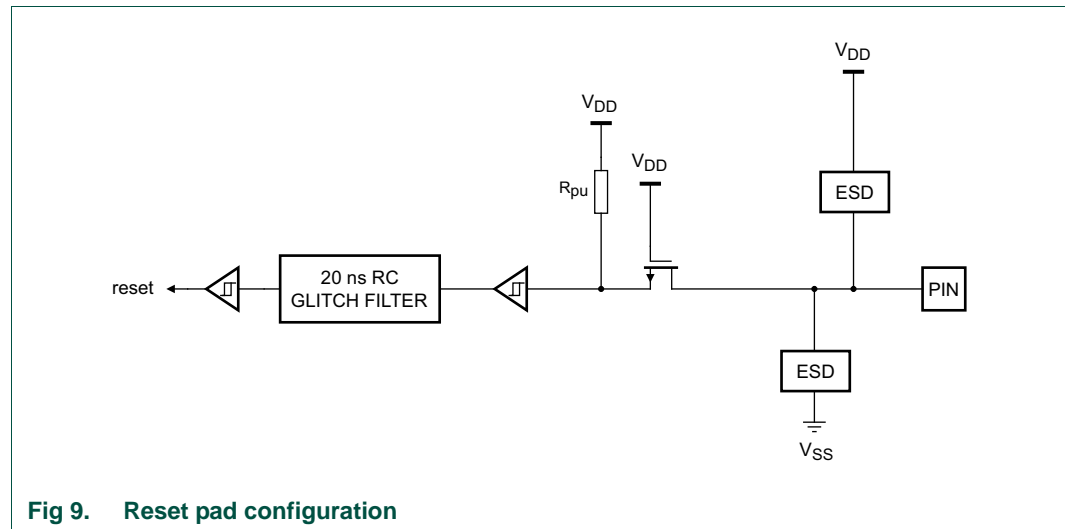 VDD
VDD
VDD
Rpu
ESD
reset
20 ns RC
GLITCH FILTER
PIN
ESD
VSS
Fig 9. Reset pad configuration